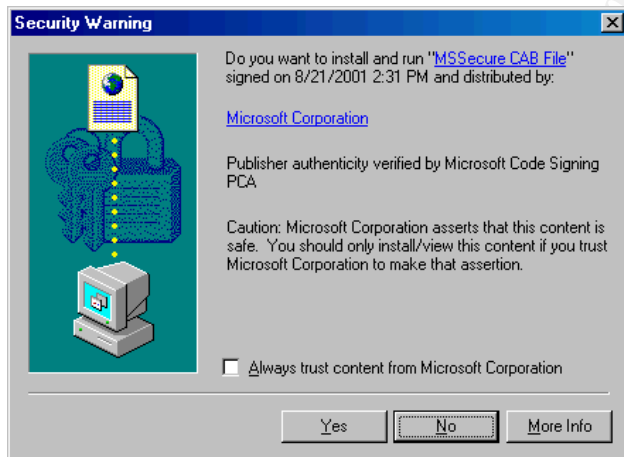 Security Warning
Do you want to install and run "MSSecure CAB File"
signed on 8/21/2001 2:31 PM and distributed by:
Microsoft Corporation
Publisher authenticity verified by Microsoft Code Signing
PCA
Caution: Microsoft Corporation asserts that this content is
safe.  You should only install/view this content if you trust
Microsoft Corporation to make that assertion.
Always trust content from Microsoft Corporation
Yes No More Info